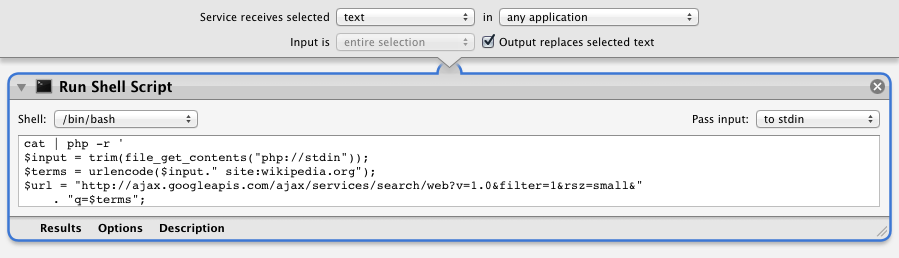 Service receives selected text in any application
Input is entire selection Output replaces selected text
Run Shell Script
Shell: /bin/bash Pass input: to stdin
cat | php -r '
$input = trim(file_get_contents("php://stdin"));
$terms = urlencode($input." site:wikipedia.org");
$url = "http://ajax.googleapis.com/ajax/services/search/web?v=1.0&filter=1&rsz=small&"
    . "q=$terms";
Results Options Description